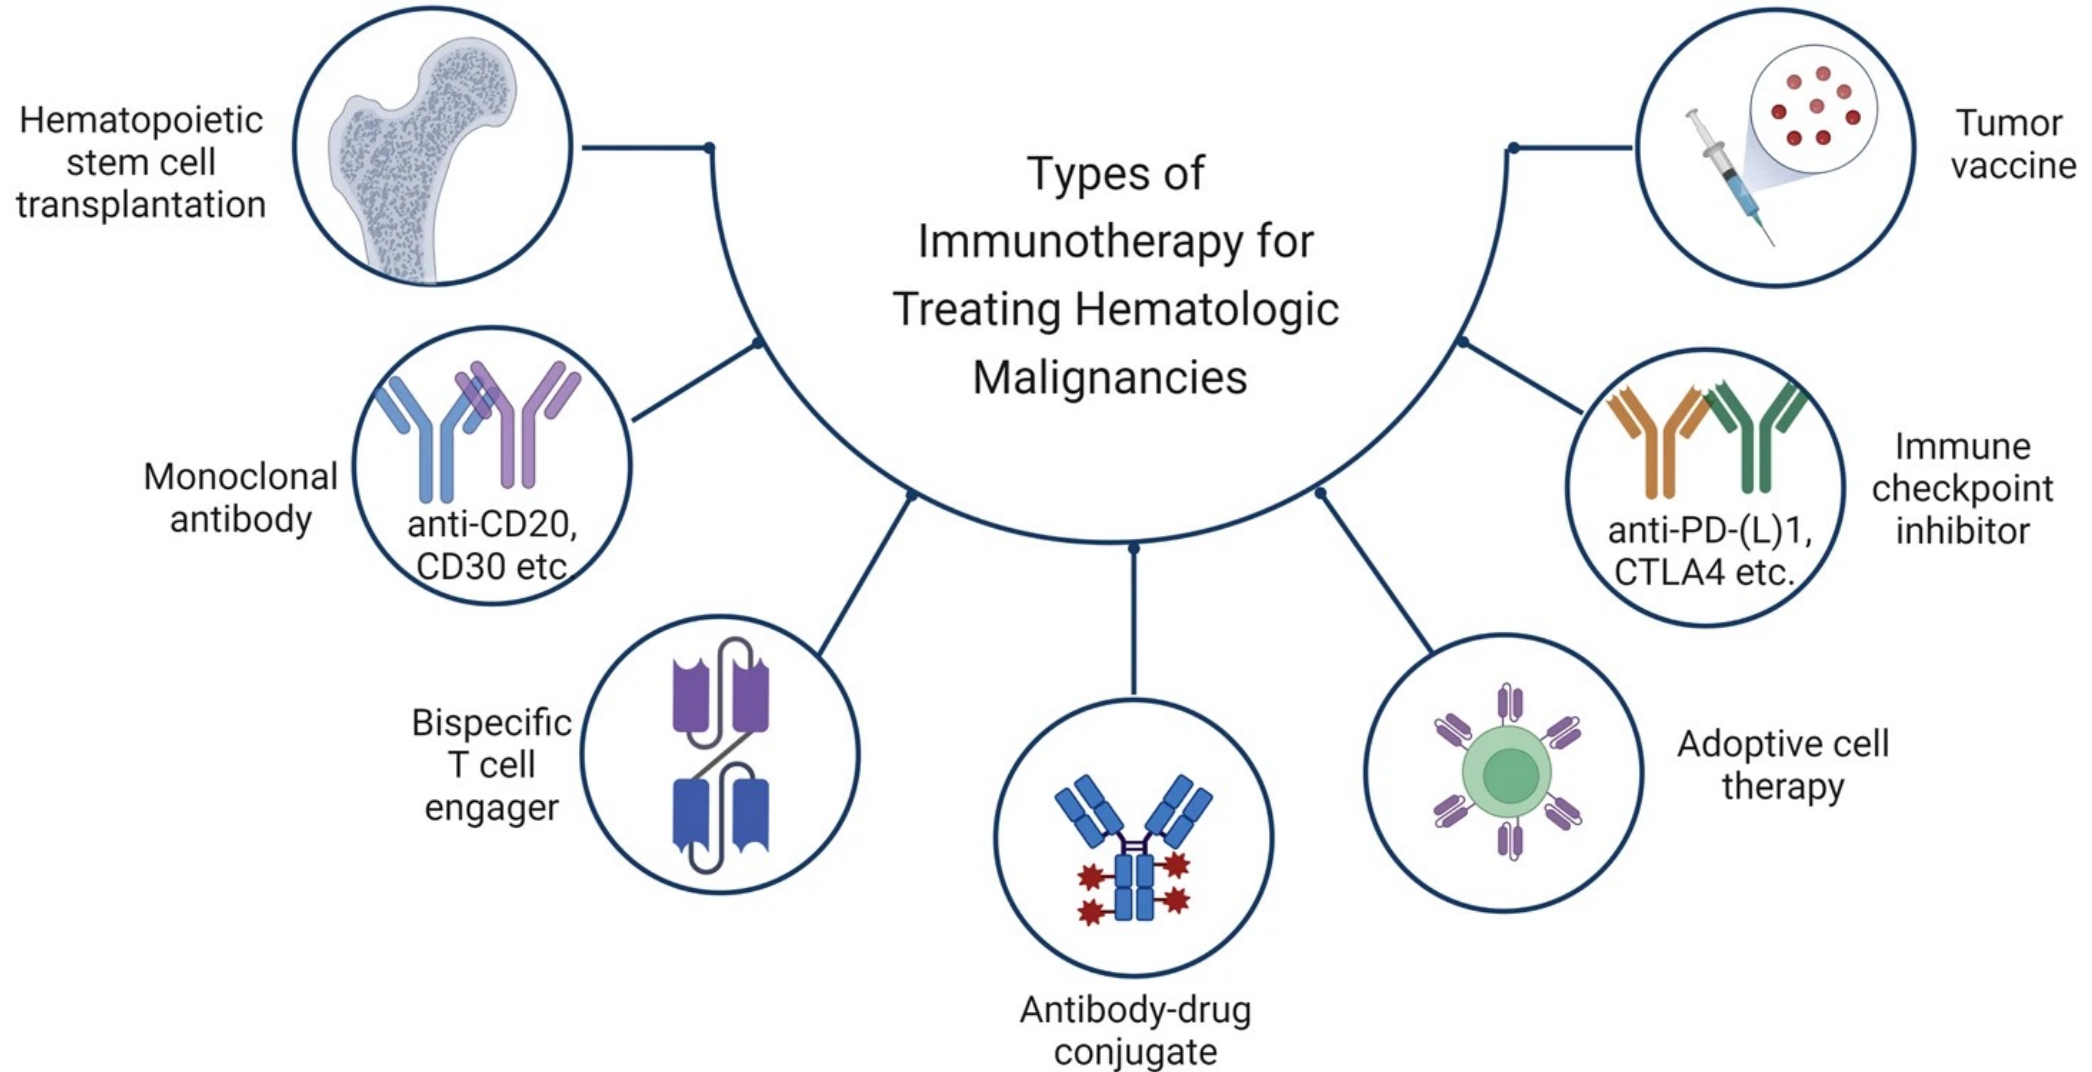 Types of
Immunotherapy for
Treating Hematologic
Malignancies
Hematopoietic
stem cell
transplantation
Monoclonal
antibody
anti-CD20,
CD30 etc.
Bispecific
T cell
engager
Antibody-drug
conjugate
Adoptive cell
therapy
Immune
checkpoint
inhibitor
anti-PD-(L)1,
CTLA4 etc.
Tumor
vaccine